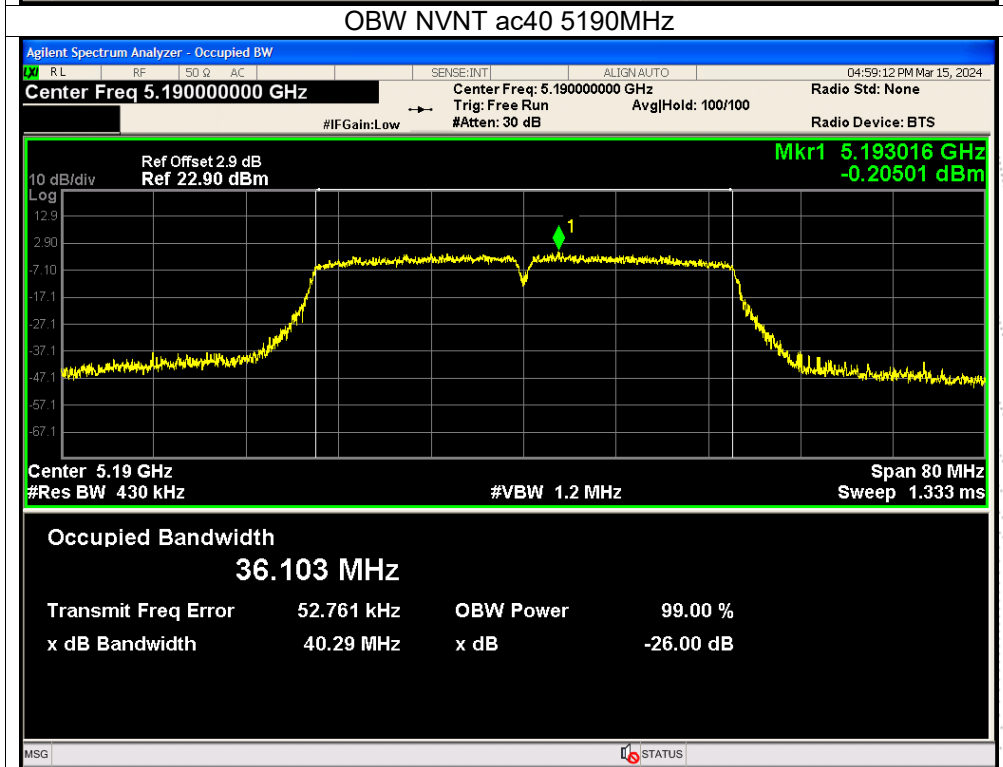 OBW NVNT ac40 5190MHz
Agilent Spectrum Analyzer - Occupied BW
LXI RL RF 50 Ω AC SENSE:INT ALIGNAUTO 04:59:12 PM Mar 15, 2024
Center Freq 5.190000000 GHz Center Freq: 5.190000000 GHz Radio Std: None
Trig: Free Run Avg|Hold: 100/100
#IFGain:Low #Atten: 30 dB Radio Device: BTS
Mkr1 5.193016 GHz
Ref Offset 2.9 dB
10 dB/div Ref 22.90 dBm -0.20501 dBm
Log
12.9
1
2.90
-7.10
-17.1
-27.1
-37.1
-47.1
-57.1
-67.1
Center 5.19 GHz Span 80 MHz
#Res BW 430 kHz #VBW 1.2 MHz Sweep 1.333 ms
Occupied Bandwidth
36.103 MHz
Transmit Freq Error 52.761 kHz OBW Power 99.00 %
x dB Bandwidth 40.29 MHz x dB -26.00 dB
MSG STATUS